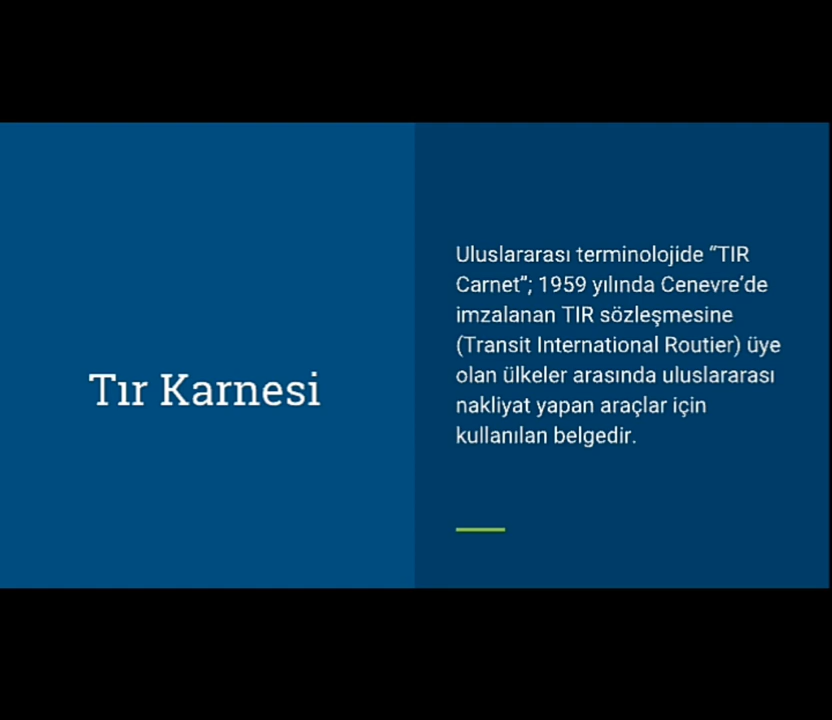 Tır Karnesi
Uluslararası terminolojide “TIR
Carnet”; 1959 yılında Cenevre’de
imzalanan TIR sözleşmesine
(Transit International Routier) üye
olan ülkeler arasında uluslararası
nakliyat yapan araçlar için
kullanılan belgedir.